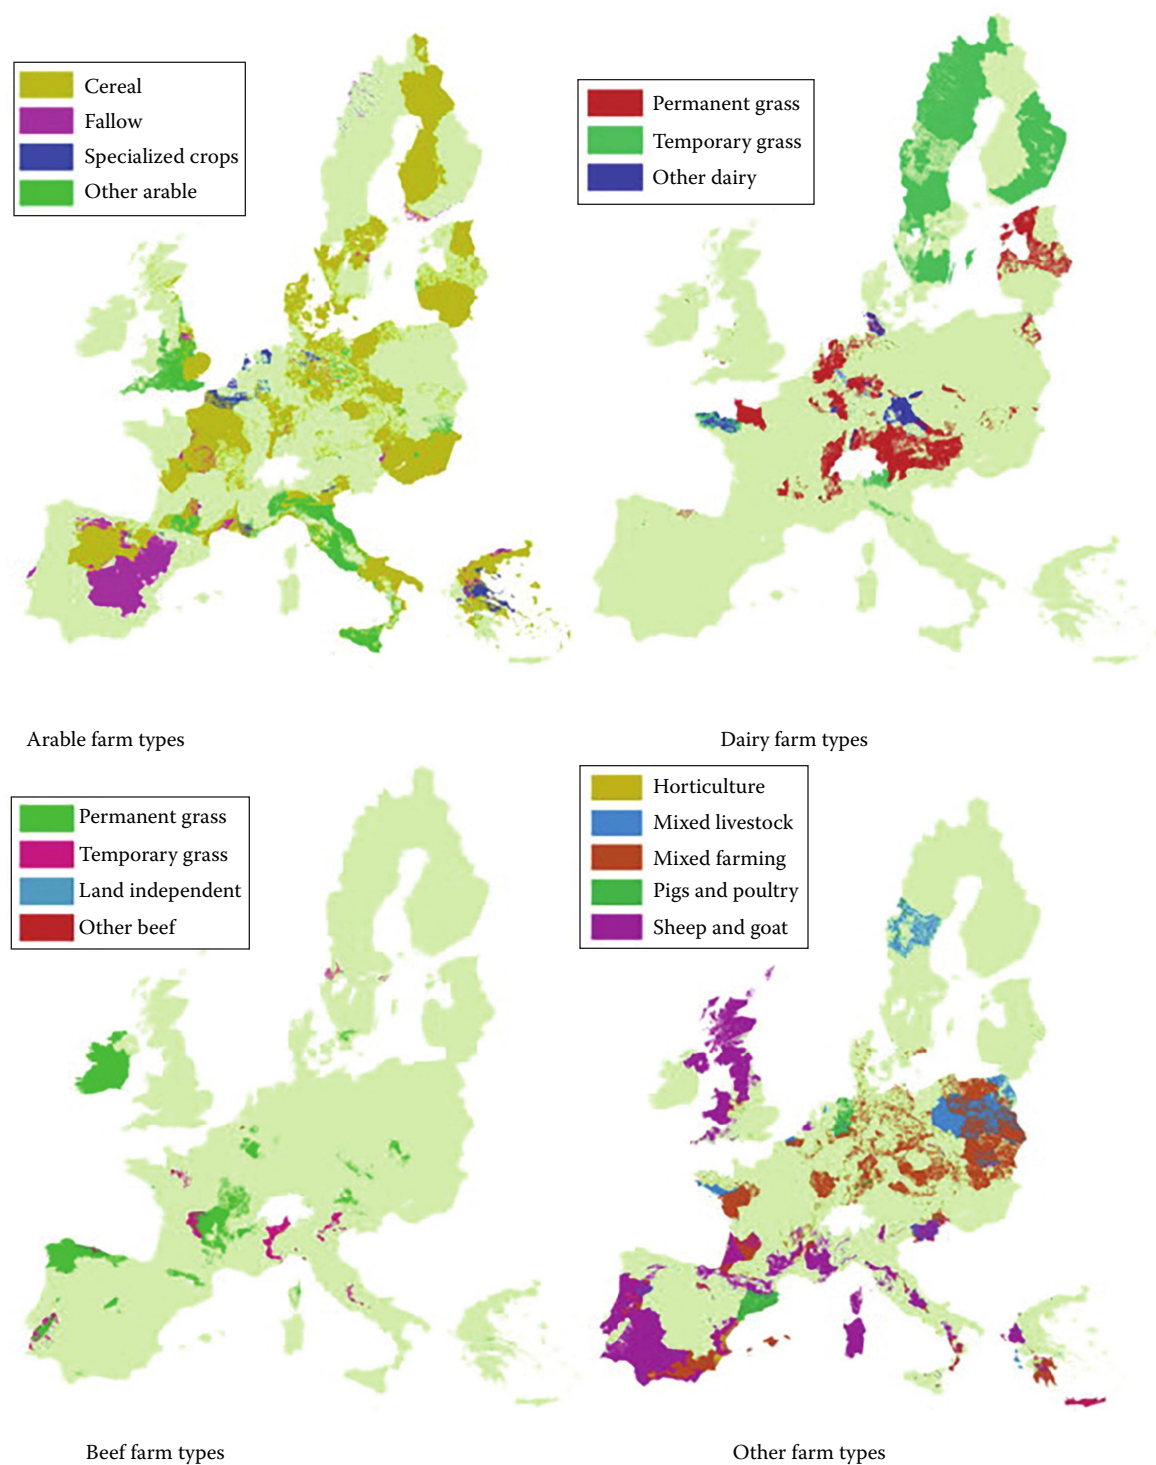 Cereal
Fallow
Specialized crops
Other arable
Permanent grass
Temporary grass
Other dairy
Arable farm types
Dairy farm types
Permanent grass
Temporary grass
Land independent
Other beef
Horticulture
Mixed livestock
Mixed farming
Pigs and poultry
Sheep and goat
Beef farm types
Other farm types